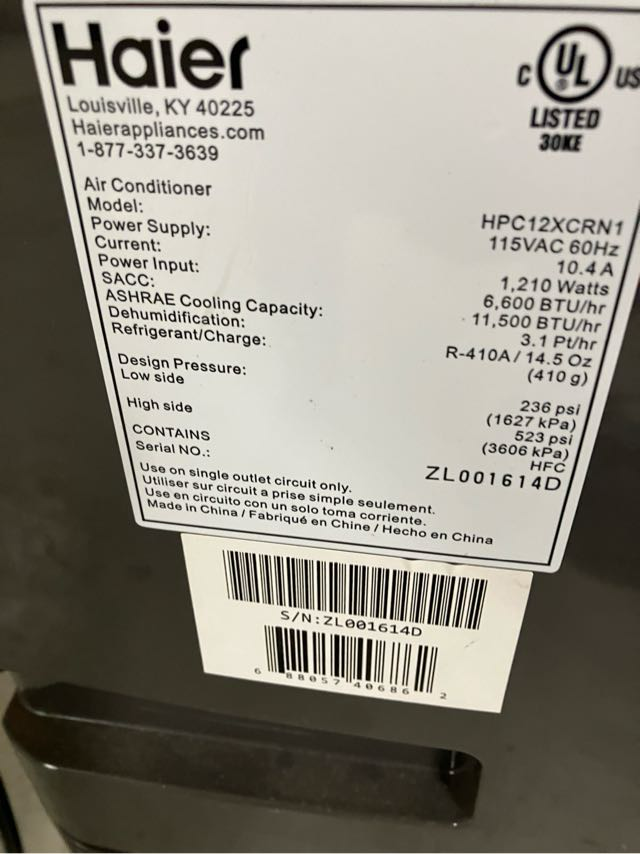 Haier
Louisville, KY 40225
Haierappliances.com
1-877-337-3639
C UL ® US
LISTED
30KE
Air Conditioner
Model: HPC12XCRN1
Power Supply: 115VAC 60Hz
Current: 10.4 A
Power Input: 1,210 Watts
SACC: 6,600 BTU/hr
ASHRAE Cooling Capacity: 11,500 BTU/hr
Dehumidification: 3.1 Pt/hr
Refrigerant/Charge: R-410A / 14.5 Oz
(410 g)
Design Pressure:
Low side 236 psi
(1627 kPa)
High side 523 psi
(3606 kPa)
CONTAINS HFC
Serial NO.: ZL001614D
Use on single outlet circuit only.
Utiliser sur circuit a prise simple seulement.
Use en circuito con un solo toma corriente.
Made in China / Fabriqué en Chine / Hecho en China
S/N:ZL001614D
6 88057 40686 2